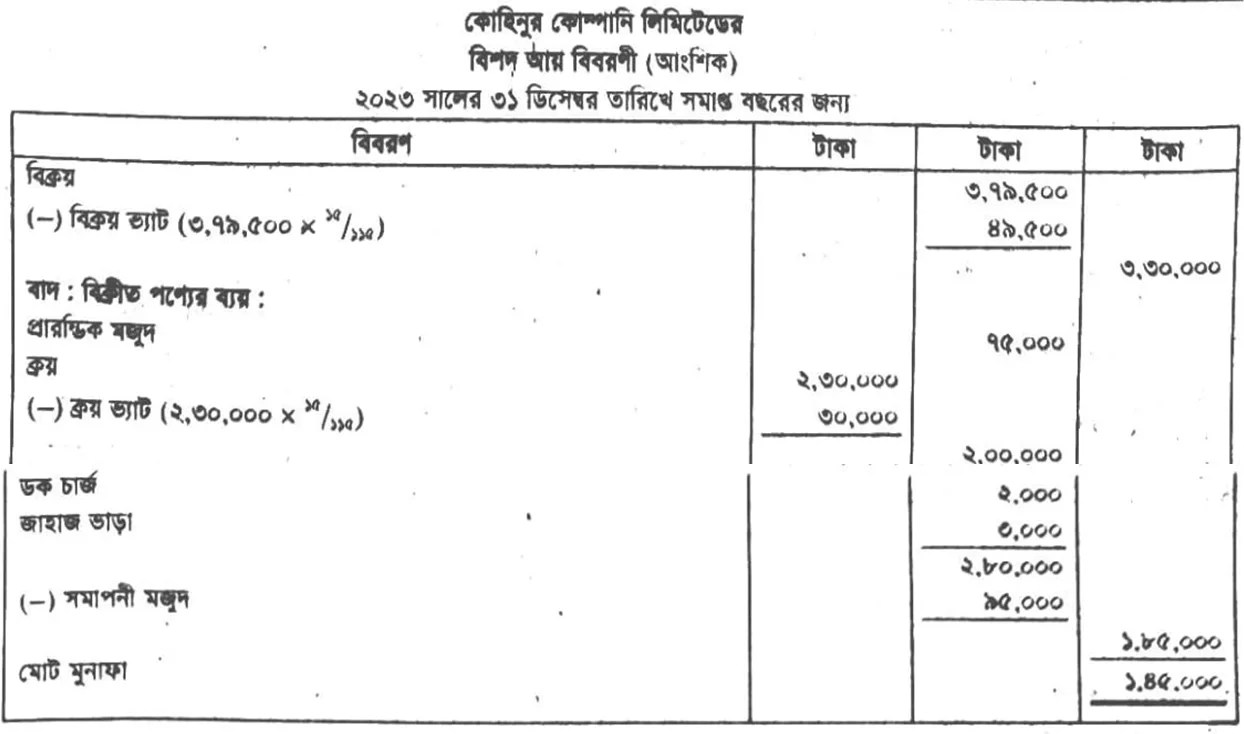 কোহিনুর কোম্পানি লিমিটেডের
বিশদ আয় বিবরণী (আংশিক)
২০২৩ সালের ৩১ ডিসেম্বর তারিখে সমাপ্ত বছরের জন্য
বিবরণ টাকা টাকা টাকা
বিক্রয় ৩,৭৯,৫০০
(−) বিক্রয় ভ্যাট (৩,৭৯,৫০০ × ১৫/১১৫) ৪৯,৫০০
৩,৩০,০০০
বাদ : বিক্রীত পণ্যের ব্যয় :
প্রারম্ভিক মজুদ ৭৫,০০০
ক্রয় ২,৩০,০০০
(−) ক্রয় ভ্যাট (২,৩০,০০০ × ১৫/১১৫) ৩০,০০০
২,০০,০০০
ডক চার্জ ২,০০০
জাহাজ ভাড়া ৩,০০০
২,৮০,০০০
(−) সমাপনী মজুদ ৯৫,০০০
১,৮৫,০০০
মোট মুনাফা ১,৪৫,০০০